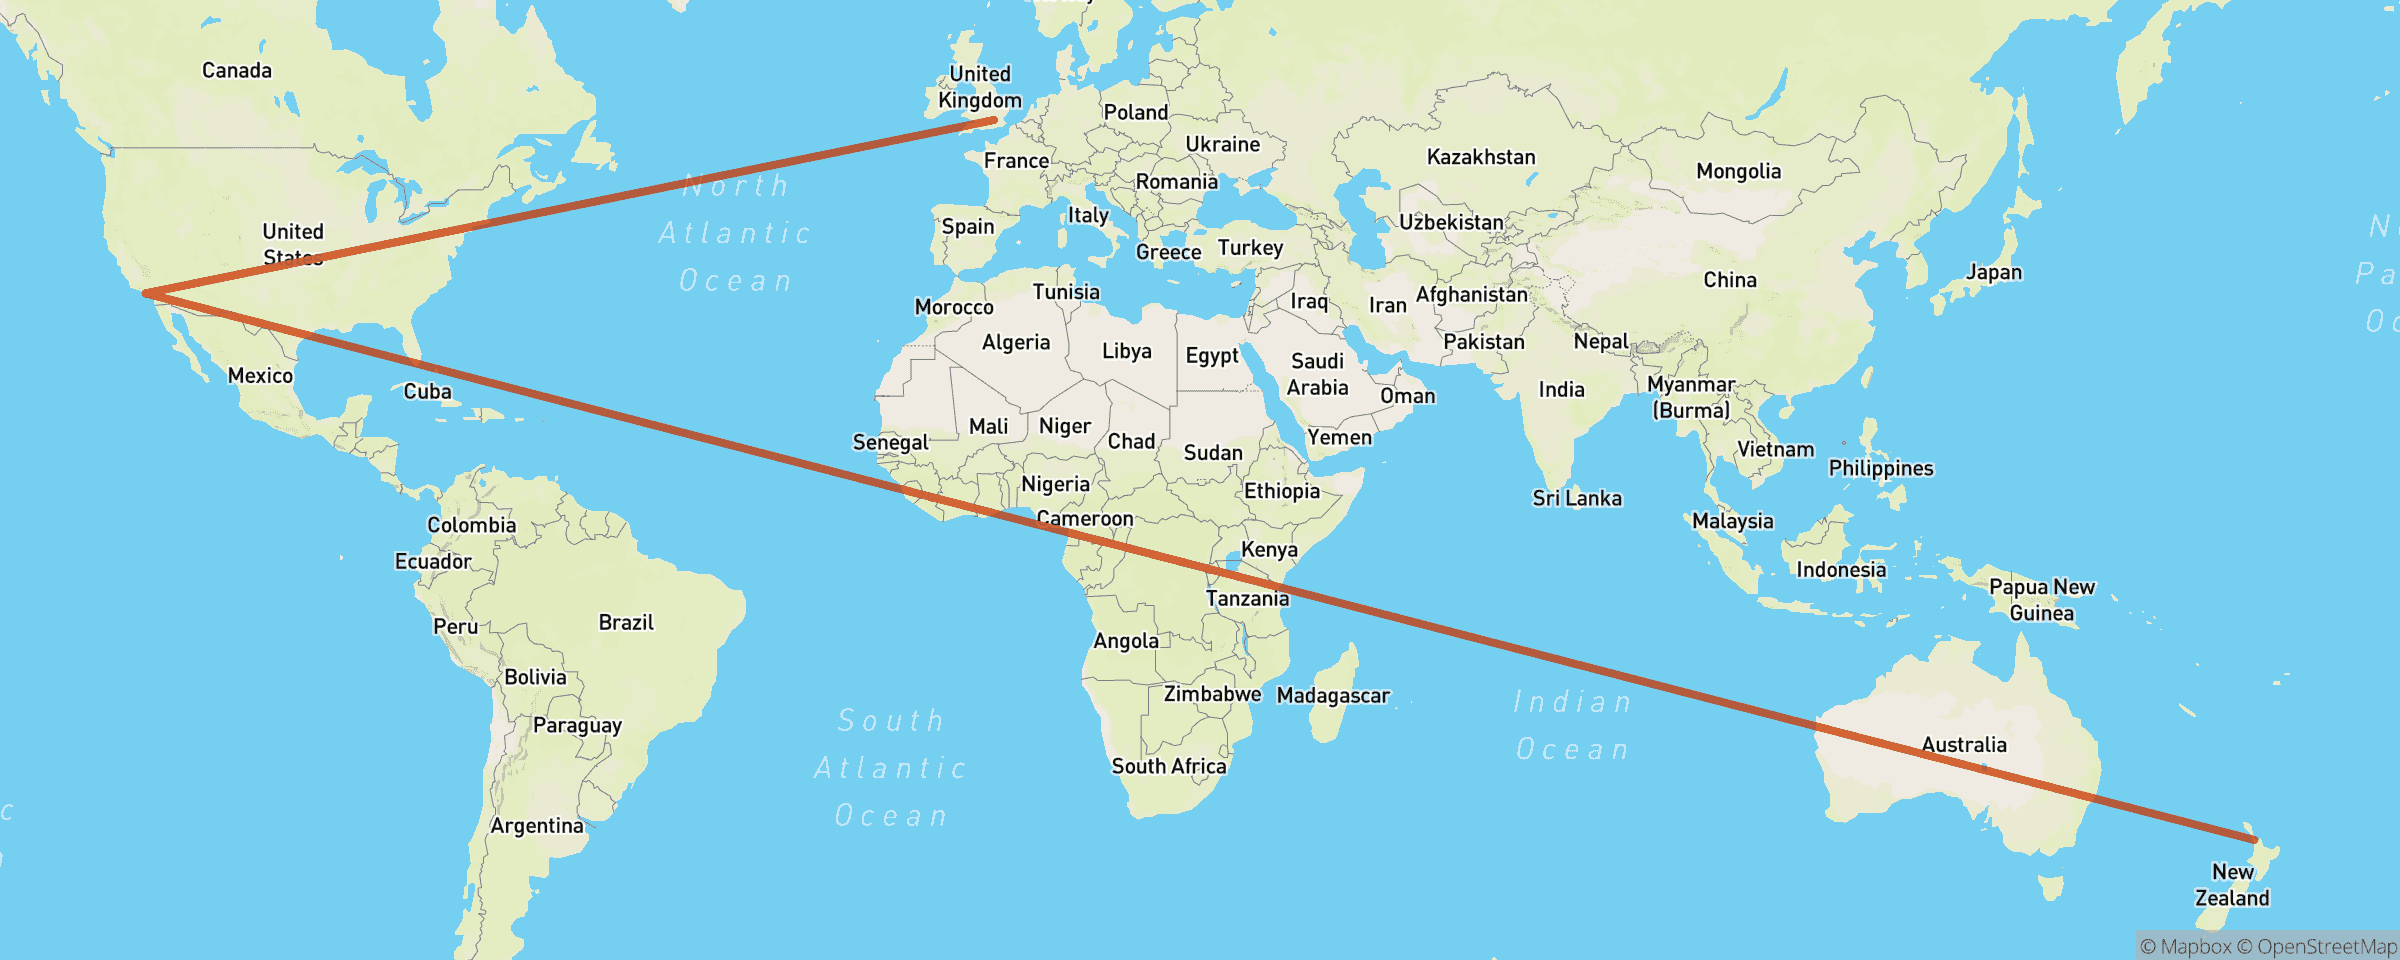 Canada
United
Kingdom
Poland
Ukraine
France
Kazakhstan
Mongolia
Romania
North
Atlantic
Ocean
Italy
Spain
Uzbekistan
United
States
Greece
Turkey
China
Japan
Tunisia
Morocco
Iraq
Iran
Afghanistan
Algeria
Libya
Egypt
Pakistan
Nepal
Saudi
Arabia
Mexico
Cuba
India
Oman
Myanmar
(Burma)
Mali
Niger
Chad
Senegal
Sudan
Yemen
Vietnam
Philippines
Nigeria
Ethiopia
Sri Lanka
Cameroon
Malaysia
Colombia
Kenya
Ecuador
Indonesia
Papua New
Guinea
Tanzania
Brazil
Peru
Angola
Bolivia
Zimbabwe
Madagascar
Indian
Ocean
Paraguay
South
Atlantic
Ocean
Australia
South Africa
Argentina
New
Zealand
© Mapbox © OpenStreetMap